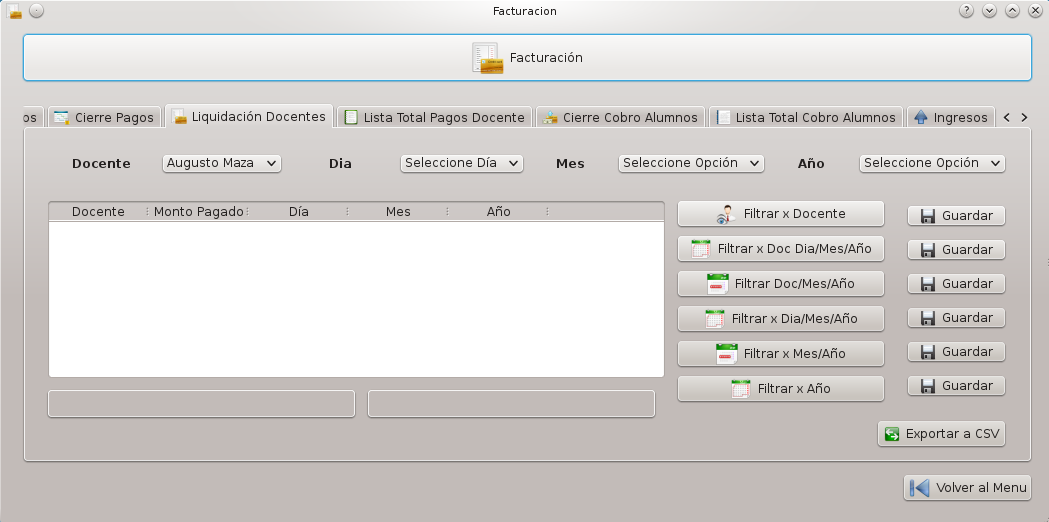 Facturacion
Facturación
os Cierre Pagos Liquidación Docentes Lista Total Pagos Docente Cierre Cobro Alumnos Lista Total Cobro Alumnos Ingresos
Docente Augusto Maza Dia Seleccione Día Mes Seleccione Opción Año Seleccione Opción
Docente Monto Pagado Día Mes Año
Filtrar x Docente Guardar
Filtrar x Doc Dia/Mes/Año Guardar
Filtrar Doc/Mes/Año Guardar
Filtrar x Dia/Mes/Año Guardar
Filtrar x Mes/Año Guardar
Filtrar x Año Guardar
Exportar a CSV
Volver al Menu